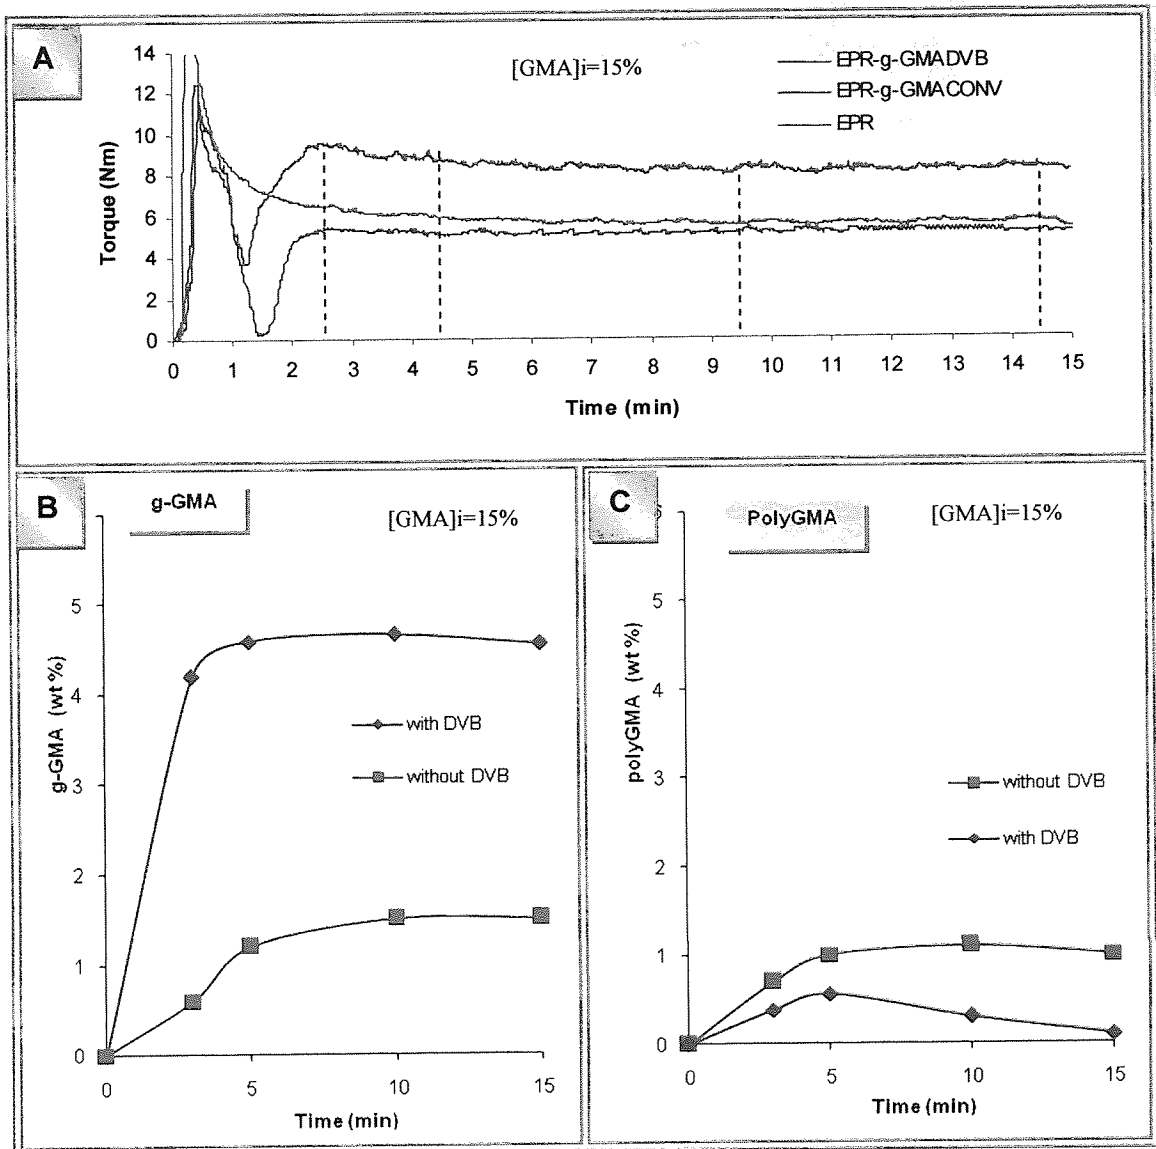 A
[GMA]i=15%
EPR-g-GMADVB
EPR-g-GMACONV
EPR
Torque (Nm)
14
12
10
8
6
4
2
0
0 1 2 3 4 5 6 7 8 9 10 11 12 13 14 15
Time (min)
B
g-GMA
[GMA]i=15%
g-GMA (wt %)
5
4
3
2
1
0
with DVB
without DVB
0 5 10 15
Time (min)
C
PolyGMA
[GMA]i=15%
polyGMA (wt %)
6
5
4
3
2
1
0
without DVB
with DVB
0 5 10 15
Time (min)